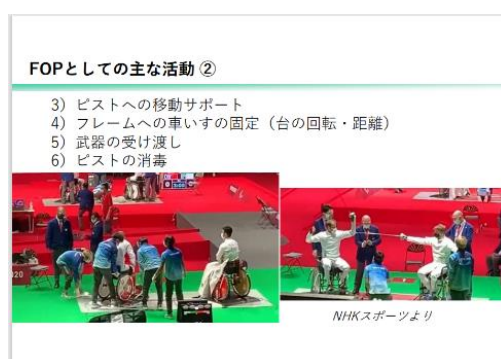 FOPとしての主な活動 ②
3）ピストへの移動サポート
4）フレームへの車いすの固定（台の回転・距離）
5）武器の受け渡し
6）ピストの消毒
NHKスポーツより